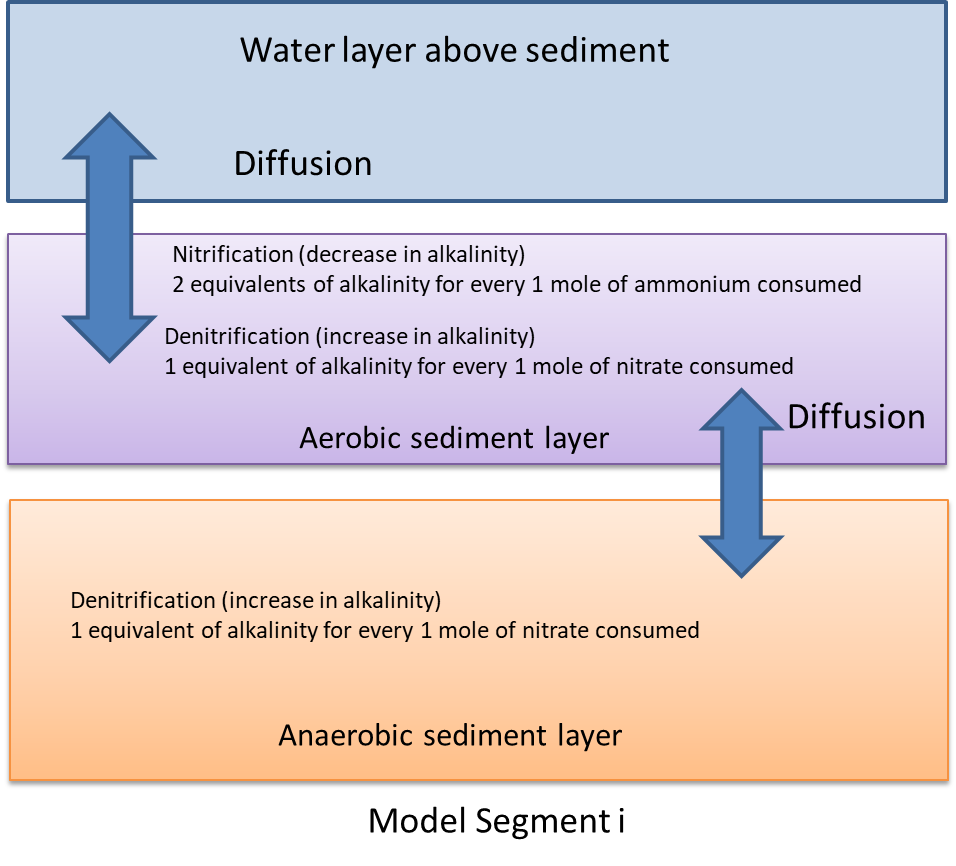 Water layer above sediment
Diffusion
Nitrification (decrease in alkalinity)
2 equivalents of alkalinity for every 1 mole of ammonium consumed
Denitrification (increase in alkalinity)
1 equivalent of alkalinity for every 1 mole of nitrate consumed
Diffusion
Aerobic sediment layer
Denitrification (increase in alkalinity)
1 equivalent of alkalinity for every 1 mole of nitrate consumed
Anaerobic sediment layer
Model Segment i